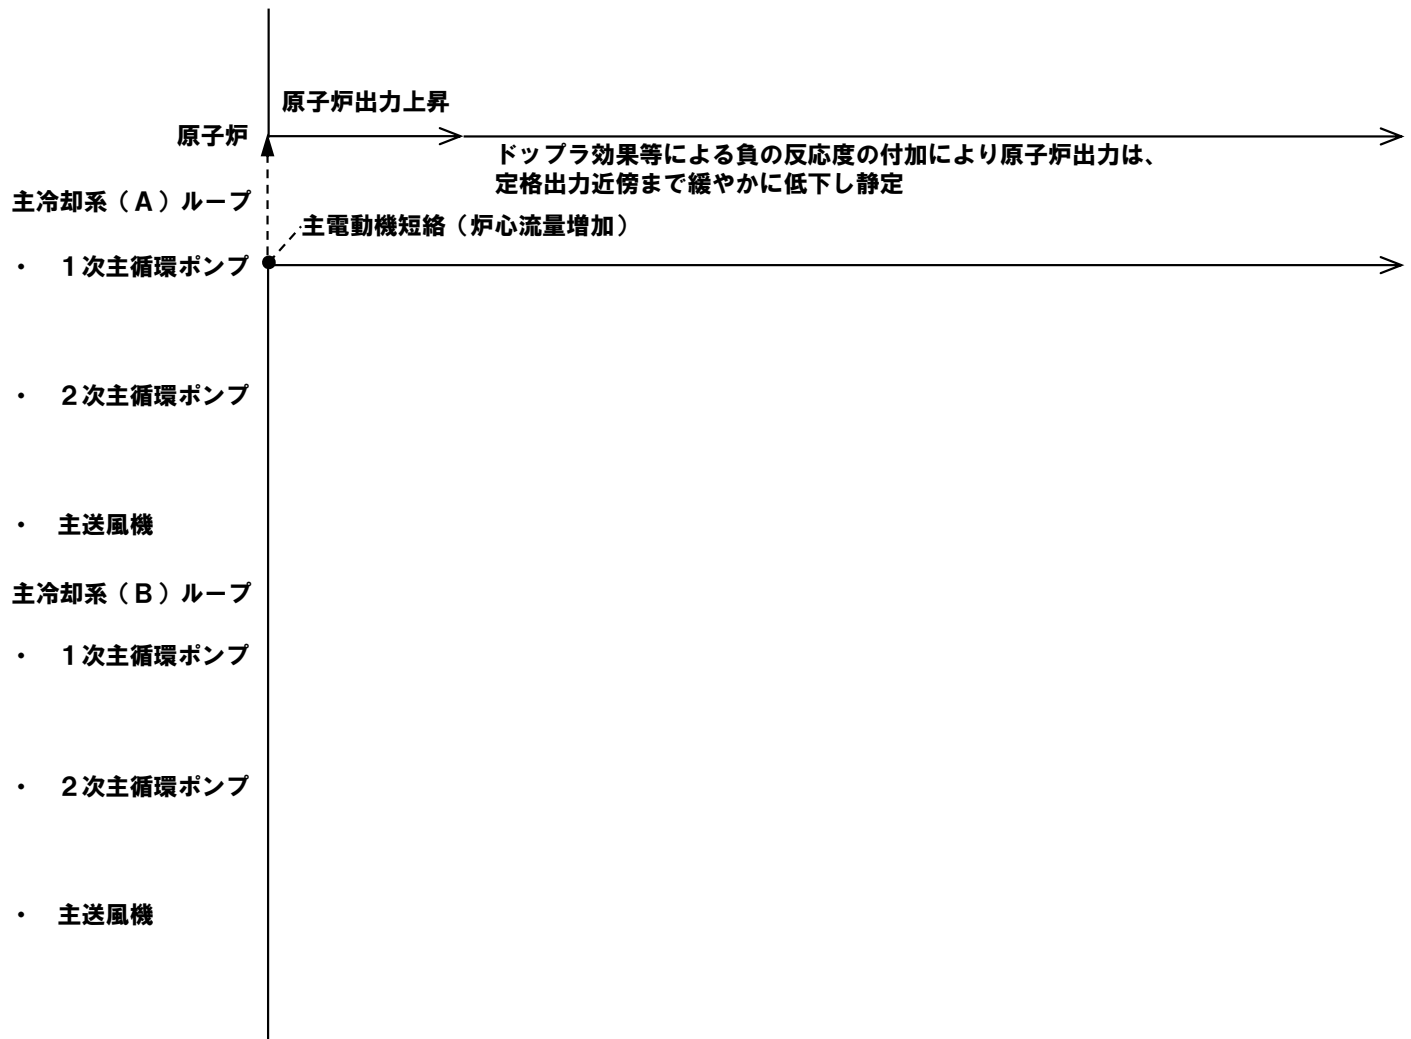 原子炉出力上昇
原子炉
ドップラ効果等による負の反応度の付加により原子炉出力は、
定格出力近傍まで緩やかに低下し静定
主冷却系（Ａ）ループ
主電動機短絡（炉心流量増加）
・　１次主循環ポンプ
・　２次主循環ポンプ
・　主送風機
主冷却系（Ｂ）ループ
・　１次主循環ポンプ
・　２次主循環ポンプ
・　主送風機